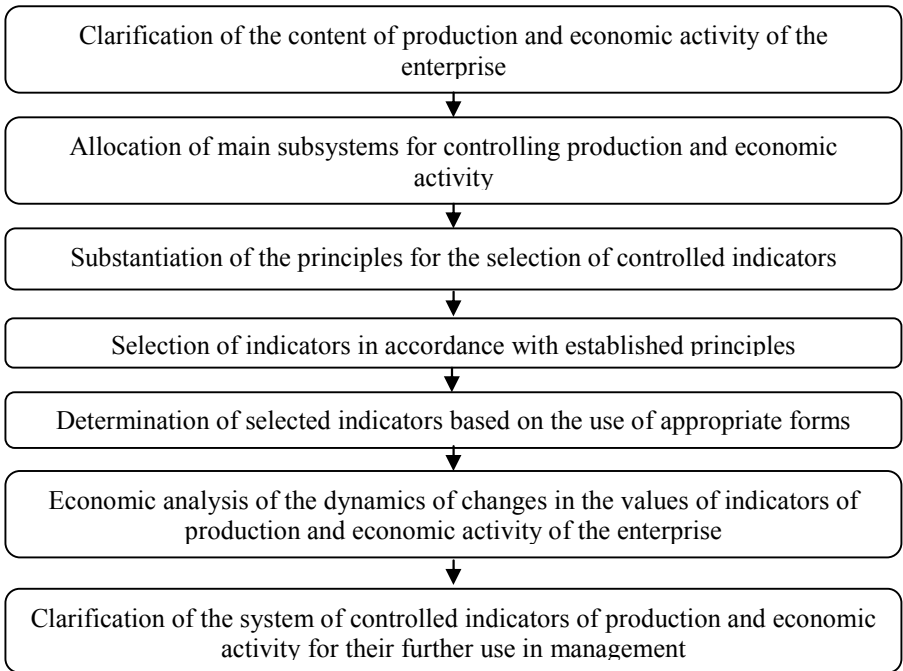 Clarification of the content of production and economic activity of the
enterprise
Allocation of main subsystems for controlling production and economic
activity
Substantiation of the principles for the selection of controlled indicators
Selection of indicators in accordance with established principles
Determination of selected indicators based on the use of appropriate forms
Economic analysis of the dynamics of changes in the values of indicators of
production and economic activity of the enterprise
Clarification of the system of controlled indicators of production and economic
activity for their further use in management